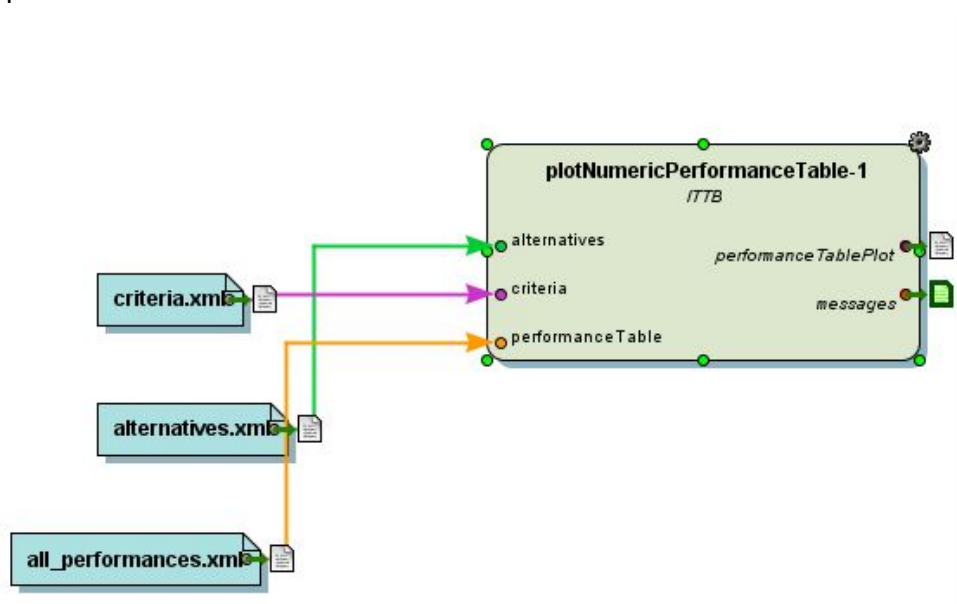 plotNumericPerformanceTable-1
ITTB
alternatives
performanceTablePlot
criteria
messages
performanceTable
criteria.xml
alternatives.xml
all_performances.xml